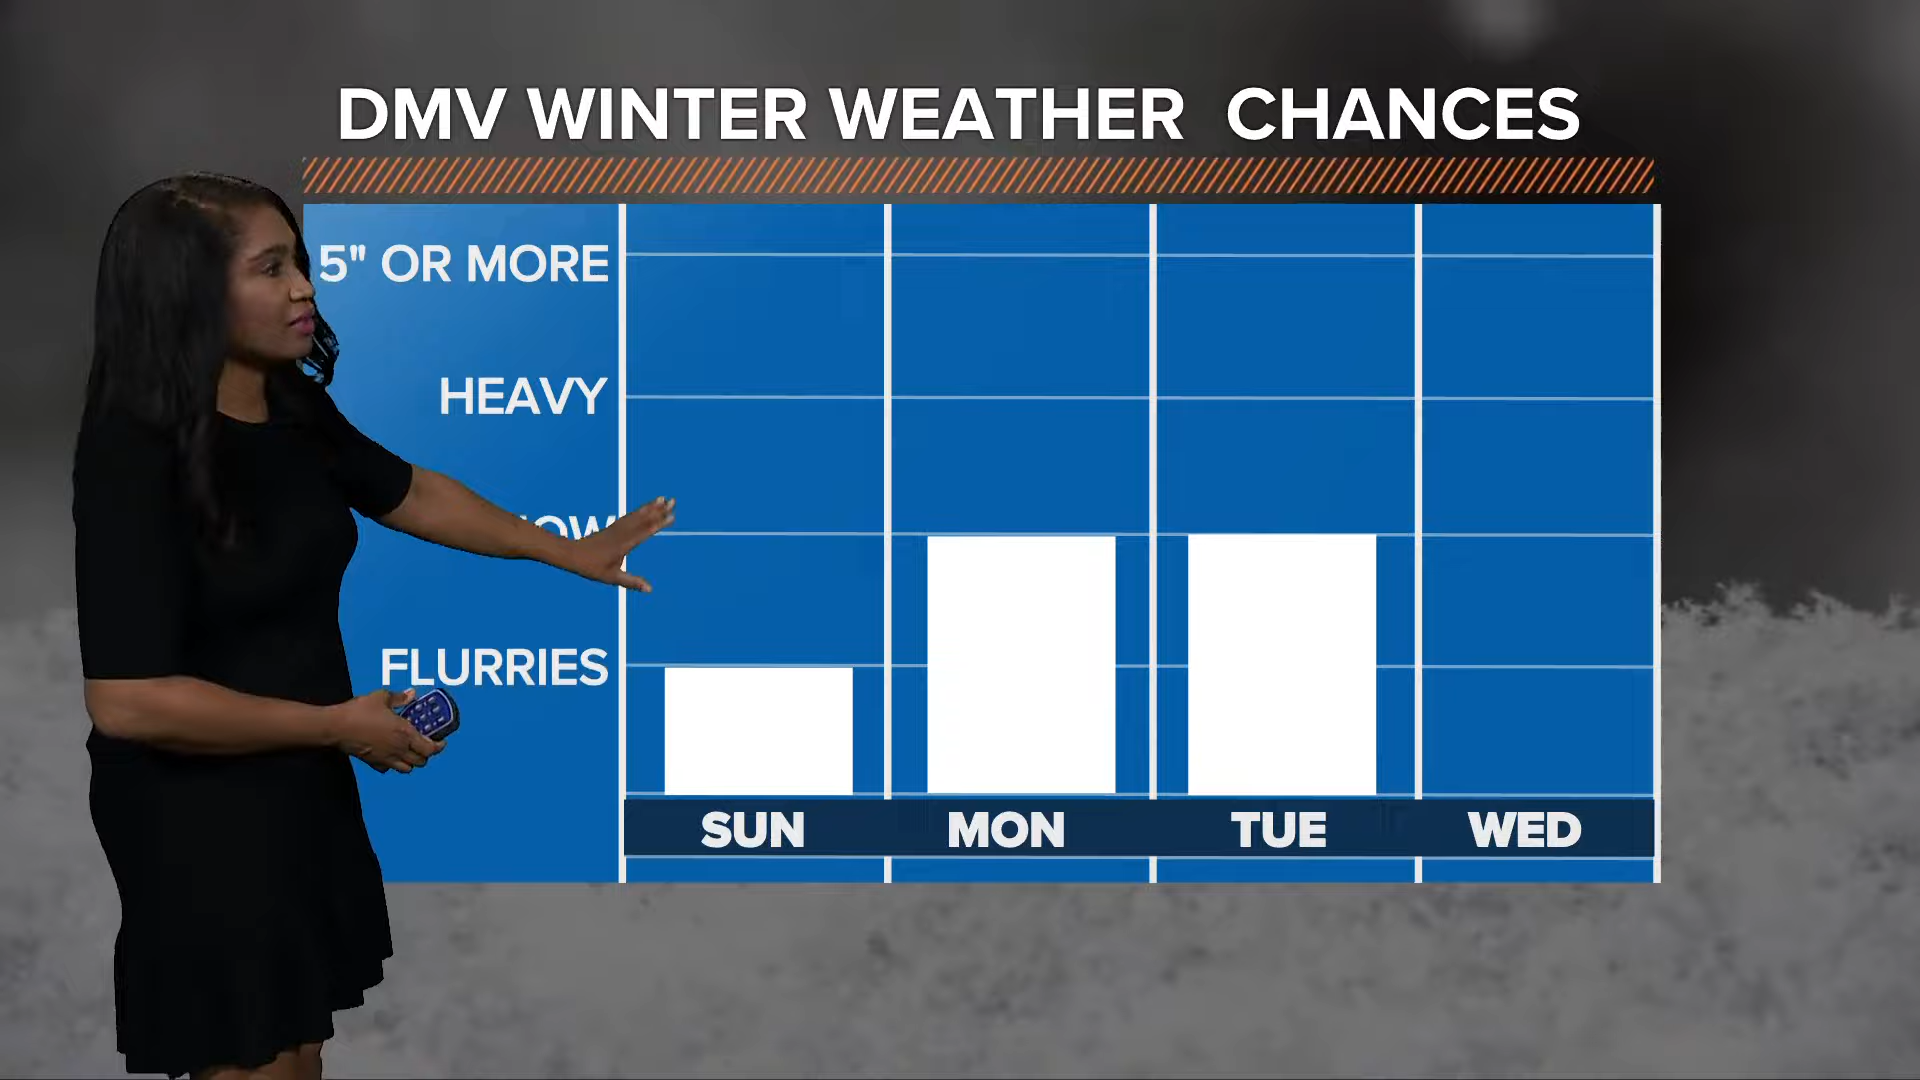 DMV WINTER WEATHER CHANCES
5" OR MORE
HEAVY
FLURRIES
SUN MON TUE WED